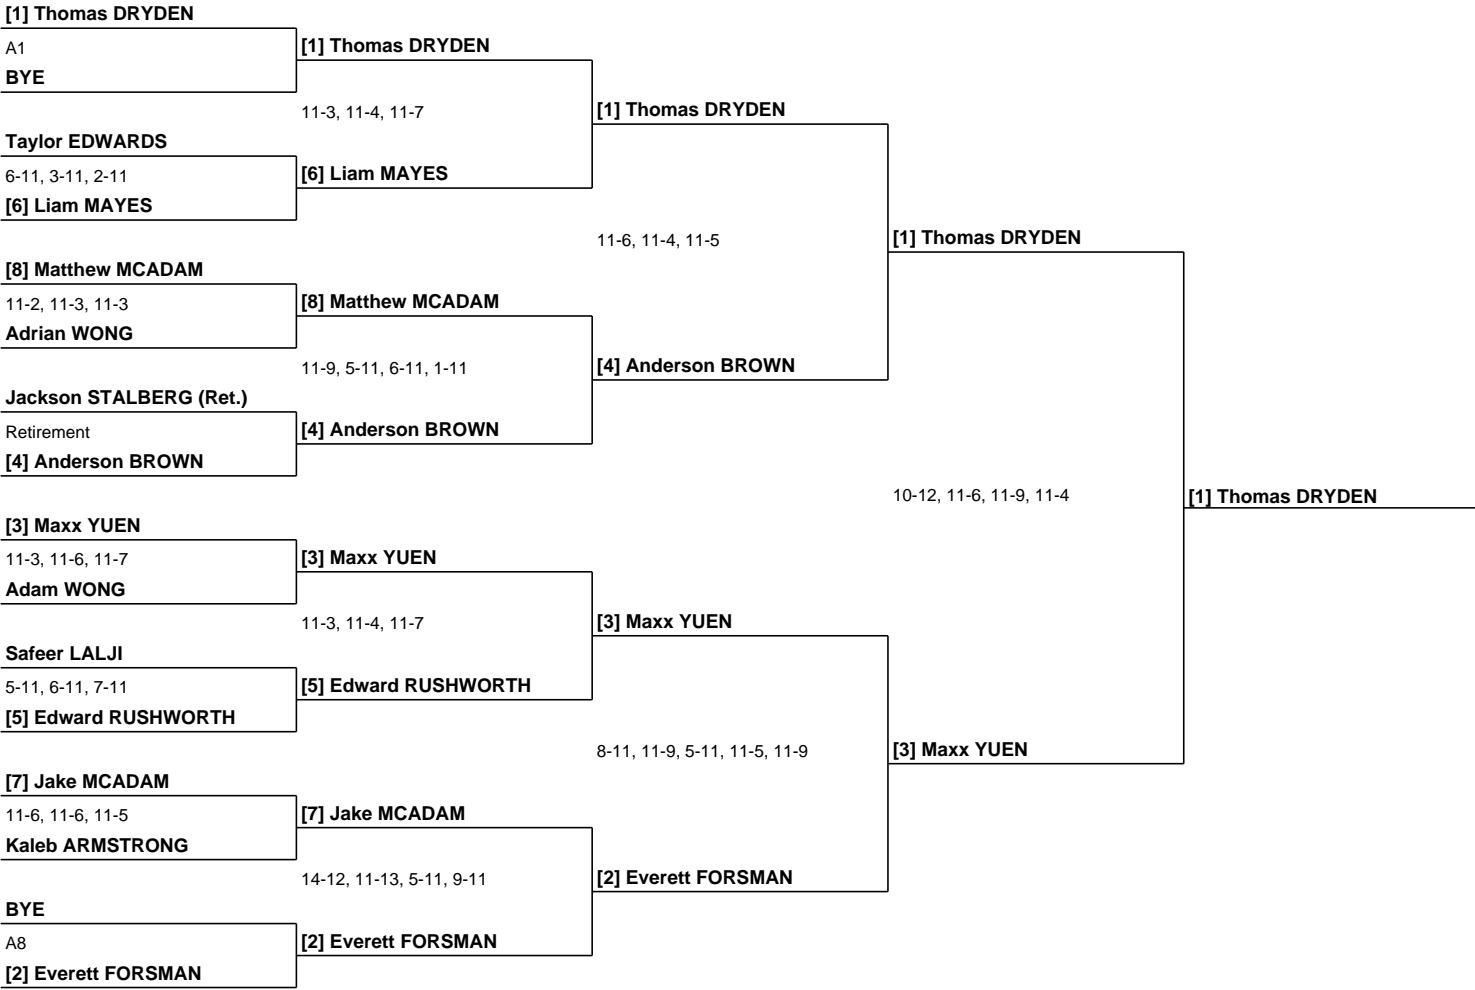 [1] Thomas DRYDEN
A1
BYE
Taylor EDWARDS
6-11, 3-11, 2-11
[6] Liam MAYES
[8] Matthew MCADAM
11-2, 11-3, 11-3
Adrian WONG
Jackson STALBERG (Ret.)
Retirement
[4] Anderson BROWN
[3] Maxx YUEN
11-3, 11-6, 11-7
Adam WONG
Safeer LALJI
5-11, 6-11, 7-11
[5] Edward RUSHWORTH
[7] Jake MCADAM
11-6, 11-6, 11-5
Kaleb ARMSTRONG
BYE
A8
[2] Everett FORSMAN
[1] Thomas DRYDEN
11-3, 11-4, 11-7
[6] Liam MAYES
[8] Matthew MCADAM
11-9, 5-11, 6-11, 1-11
[4] Anderson BROWN
[3] Maxx YUEN
11-3, 11-4, 11-7
[5] Edward RUSHWORTH
[7] Jake MCADAM
14-12, 11-13, 5-11, 9-11
[2] Everett FORSMAN
[1] Thomas DRYDEN
11-6, 11-4, 11-5
[4] Anderson BROWN
[3] Maxx YUEN
8-11, 11-9, 5-11, 11-5, 11-9
[2] Everett FORSMAN
[1] Thomas DRYDEN
10-12, 11-6, 11-9, 11-4
[3] Maxx YUEN
[1] Thomas DRYDEN